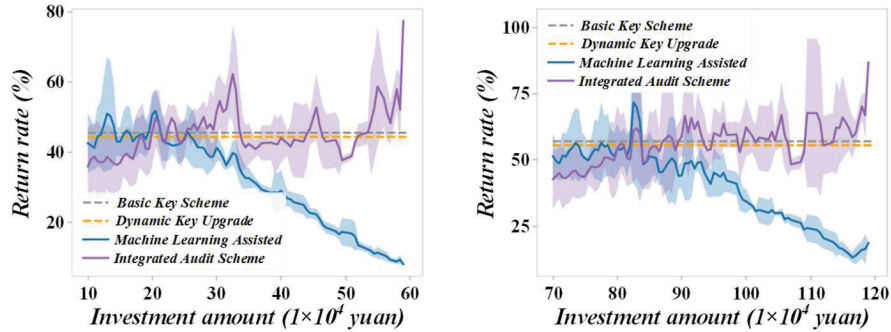 80
60
40
20
Return rate (%)
Basic Key Scheme
Dynamic Key Upgrade
Machine Learning Assisted
Integrated Audit Scheme
10 20 30 40 50 60
Investment amount (1×10⁴ yuan)
100
75
50
25
Return rate (%)
Basic Key Scheme
Dynamic Key Upgrade
Machine Learning Assisted
Integrated Audit Scheme
70 80 90 100 110 120
Investment amount (1×10⁴ yuan)